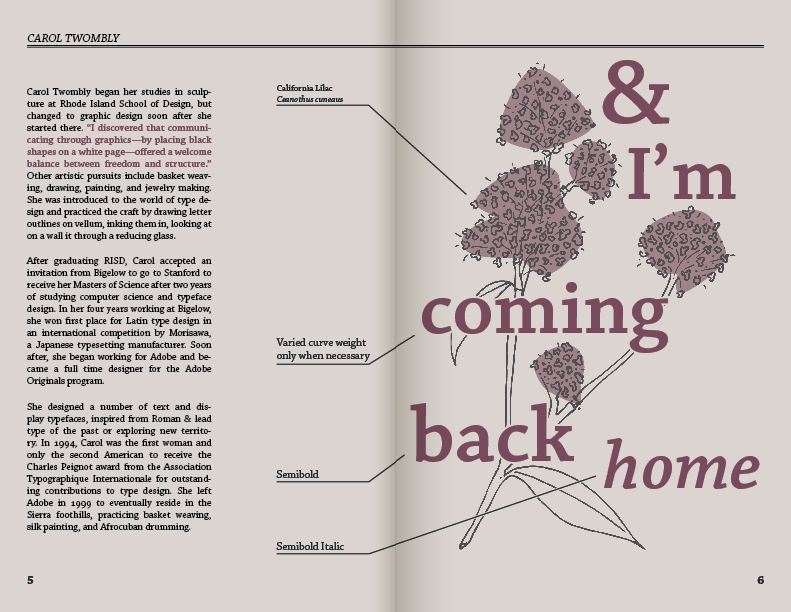 CAROL TWOMBLY
Carol Twombly began her studies in sculp-
ture at Rhode Island School of Design, but
changed to graphic design soon after she
started there. “I discovered that communi-
cating through graphics—by placing black
shapes on a white page—offered a welcome
balance between freedom and structure.”
Other artistic pursuits include basket weav-
ing, drawing, painting, and jewelry making.
She was introduced to the world of type de-
sign and practiced the craft by drawing letter
outlines on vellum, inking them in, looking at
on a wall it through a reducing glass.
After graduating RISD, Carol accepted an
invitation from Bigelow to go to Stanford to
receive her Masters of Science after two years
of studying computer science and typeface
design. In her four years working at Bigelow,
she won first place for Latin type design in
an international competition by Morisawa,
a Japanese typesetting manufacturer. Soon
after, she began working for Adobe and be-
came a full time designer for the Adobe
Originals program.
She designed a number of text and dis-
play typefaces, inspired from Roman & lead
type of the past or exploring new territo-
ry. In 1994, Carol was the first woman and
only the second American to receive the
Charles Peignot award from the Association
Typographique Internationale for outstand-
ing contributions to type design. She left
Adobe in 1999 to eventually reside in the
Sierra foothills, practicing basket weaving,
silk painting, and Afrocuban drumming.
5
California Lilac
Ceanothus cuneaus
Varied curve weight
only when necessary
Semibold
Semibold Italic
&
I’m
coming
back
home
6